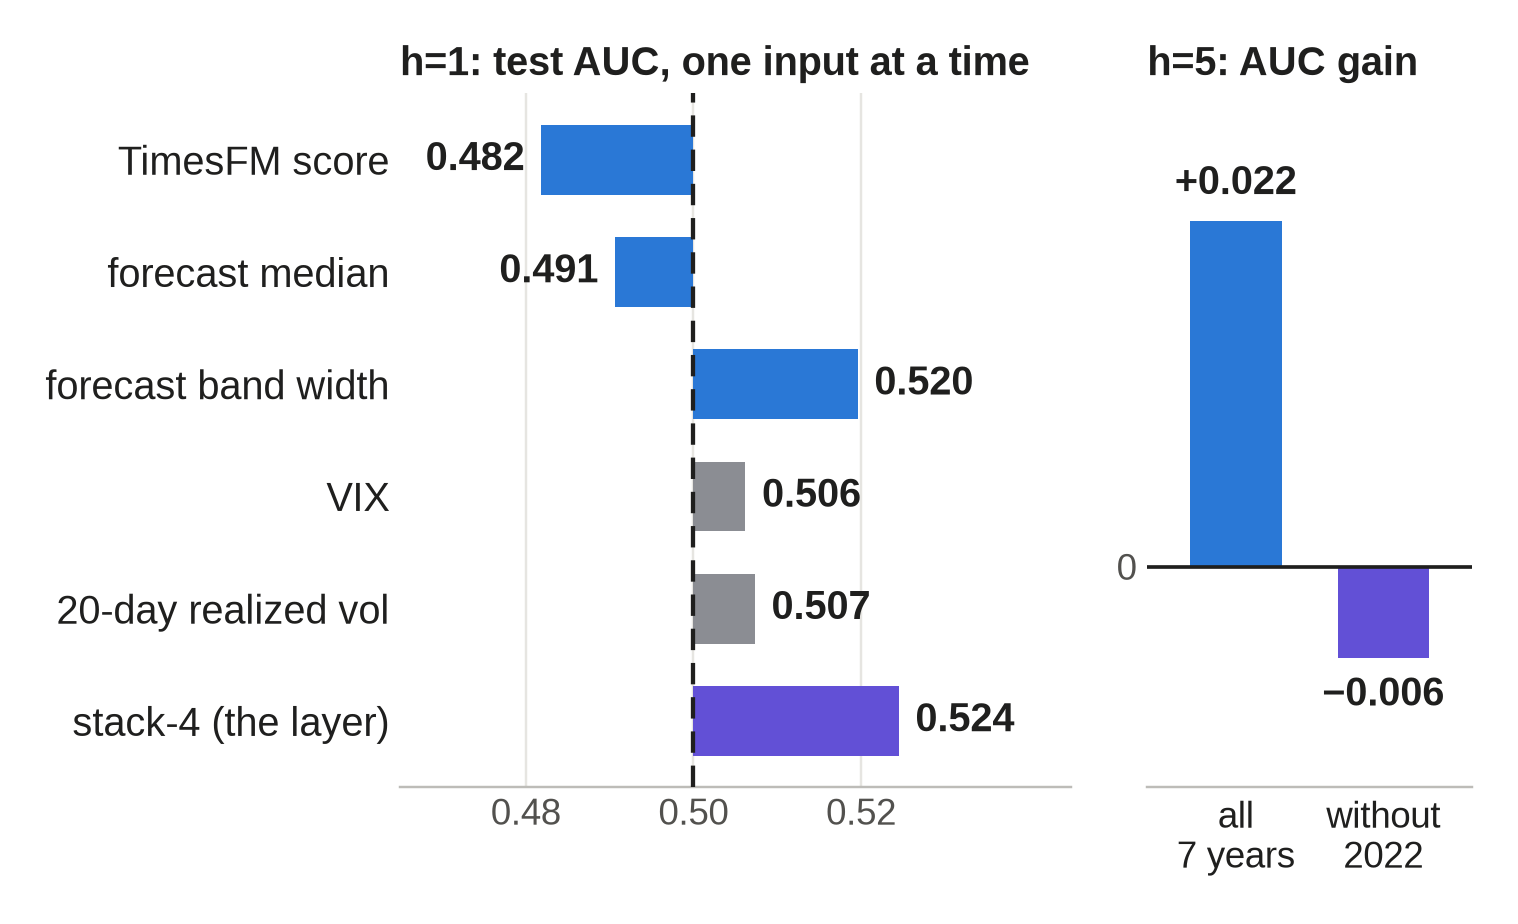 h=1: test AUC, one input at a time
TimesFM score
0.482
forecast median
0.491
forecast band width
0.520
VIX
0.506
20-day realized vol
0.507
stack-4 (the layer)
0.524
0.48
0.50
0.52
h=5: AUC gain
+0.022
0
−0.006
all
7 years
without
2022